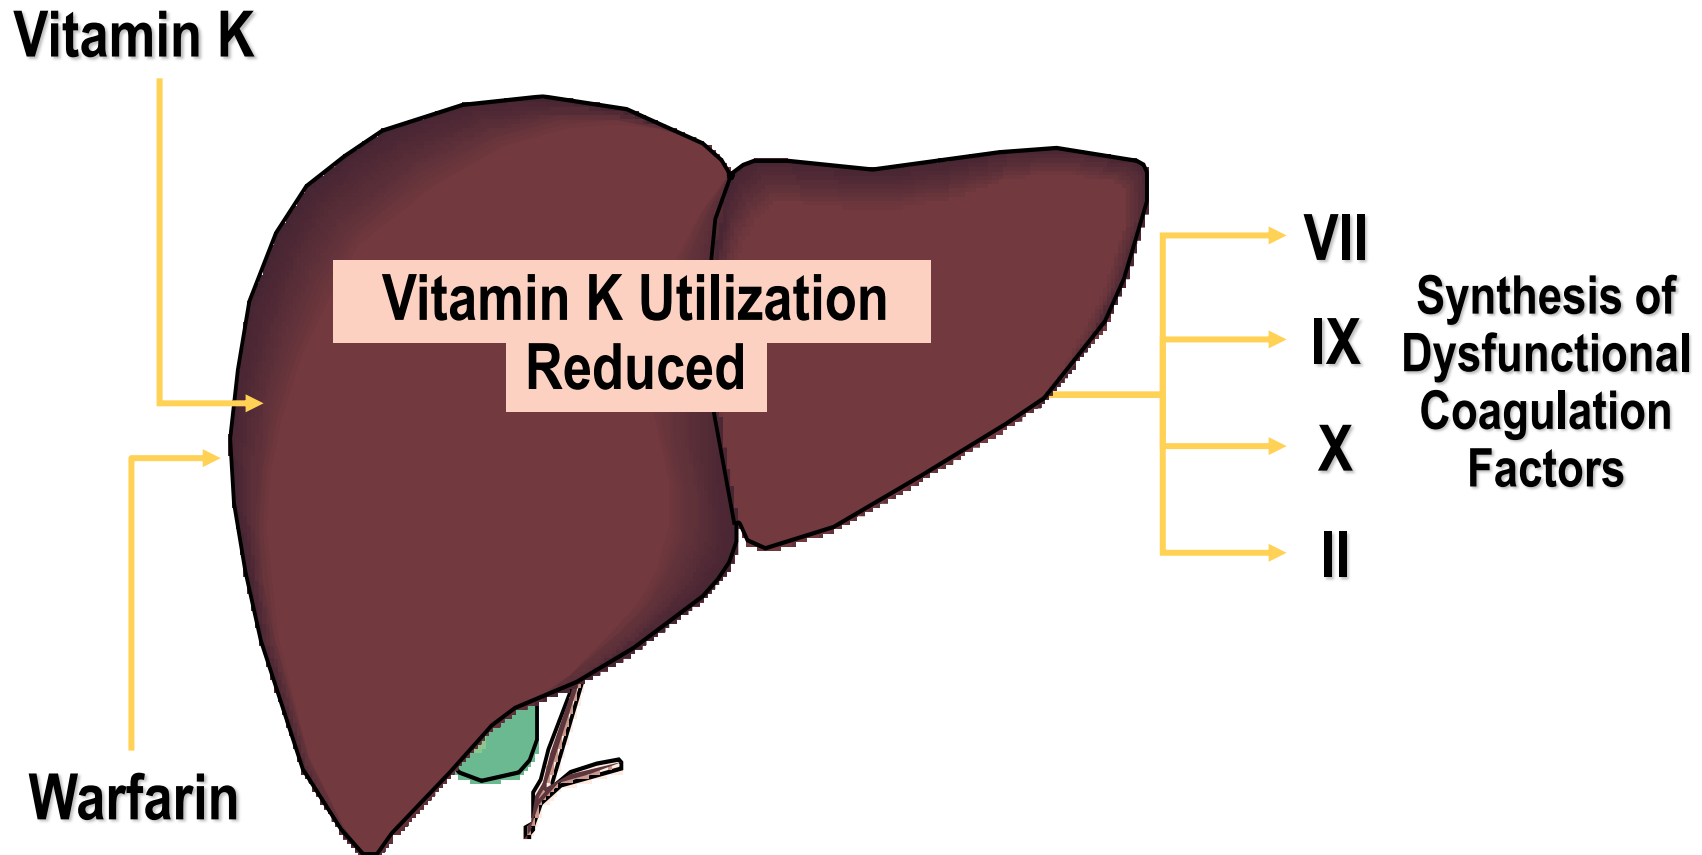 Vitamin K
Vitamin K Utilization
Reduced
Warfarin
VII
IX
X
II
Synthesis of
Dysfunctional
Coagulation
Factors